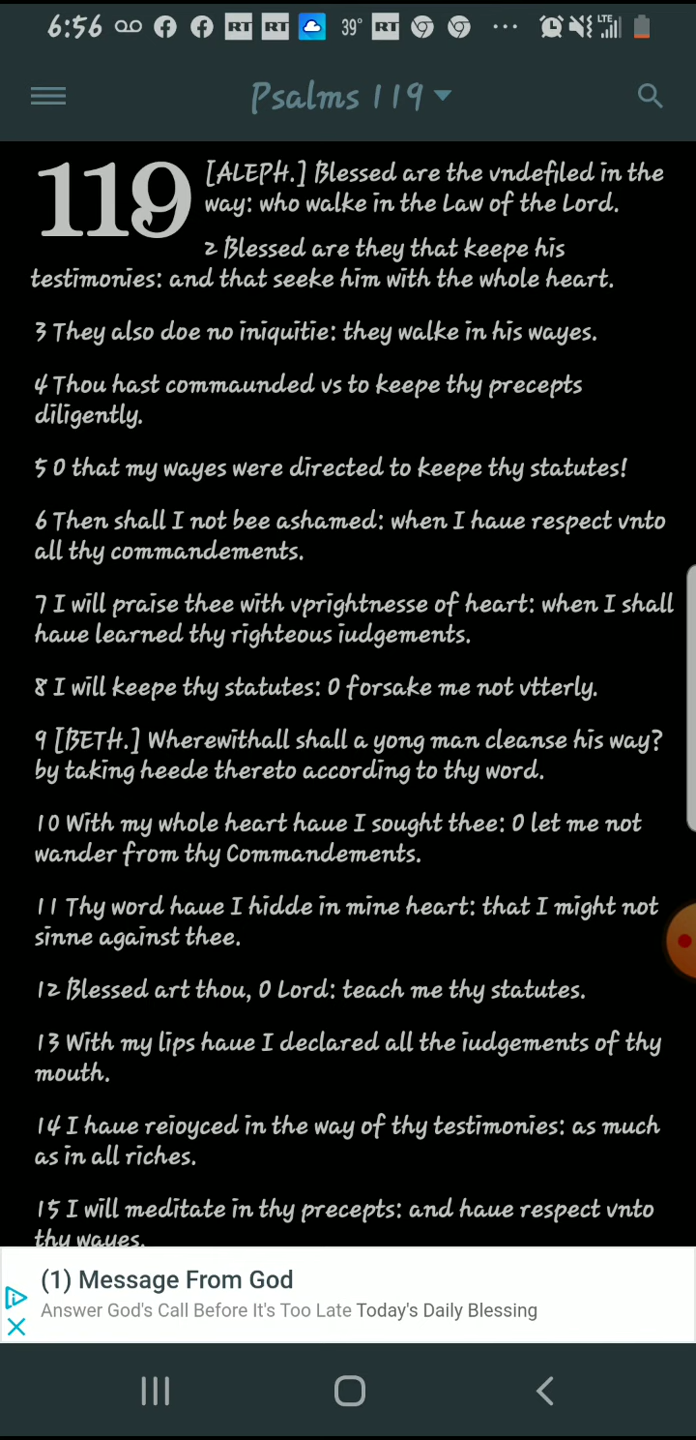 6:56 RT RT 39° RT ... LTE
Psalms 119
119 [ALEPH.] Blessed are the vndefiled in the
way: who walke in the Law of the Lord.
2 Blessed are they that keepe his
testimonies: and that seeke him with the whole heart.
3 They also doe no iniquitie: they walke in his wayes.
4 Thou hast commaunded vs to keepe thy precepts
diligently.
5 O that my wayes were directed to keepe thy statutes!
6 Then shall I not bee ashamed: when I haue respect vnto
all thy commandements.
7 I will praise thee with vprightnesse of heart: when I shall
haue learned thy righteous iudgements.
8 I will keepe thy statutes: O forsake me not vtterly.
9 [BETH.] Wherewithall shall a yong man cleanse his way?
by taking heede thereto according to thy word.
10 With my whole heart haue I sought thee: O let me not
wander from thy Commandements.
11 Thy word haue I hidde in mine heart: that I might not
sinne against thee.
12 Blessed art thou, O Lord: teach me thy statutes.
13 With my lips haue I declared all the iudgements of thy
mouth.
14 I haue reioyced in the way of thy testimonies: as much
as in all riches.
15 I will meditate in thy precepts: and haue respect vnto
thy wayes.
(1) Message From God
Answer God's Call Before It's Too Late Today's Daily Blessing